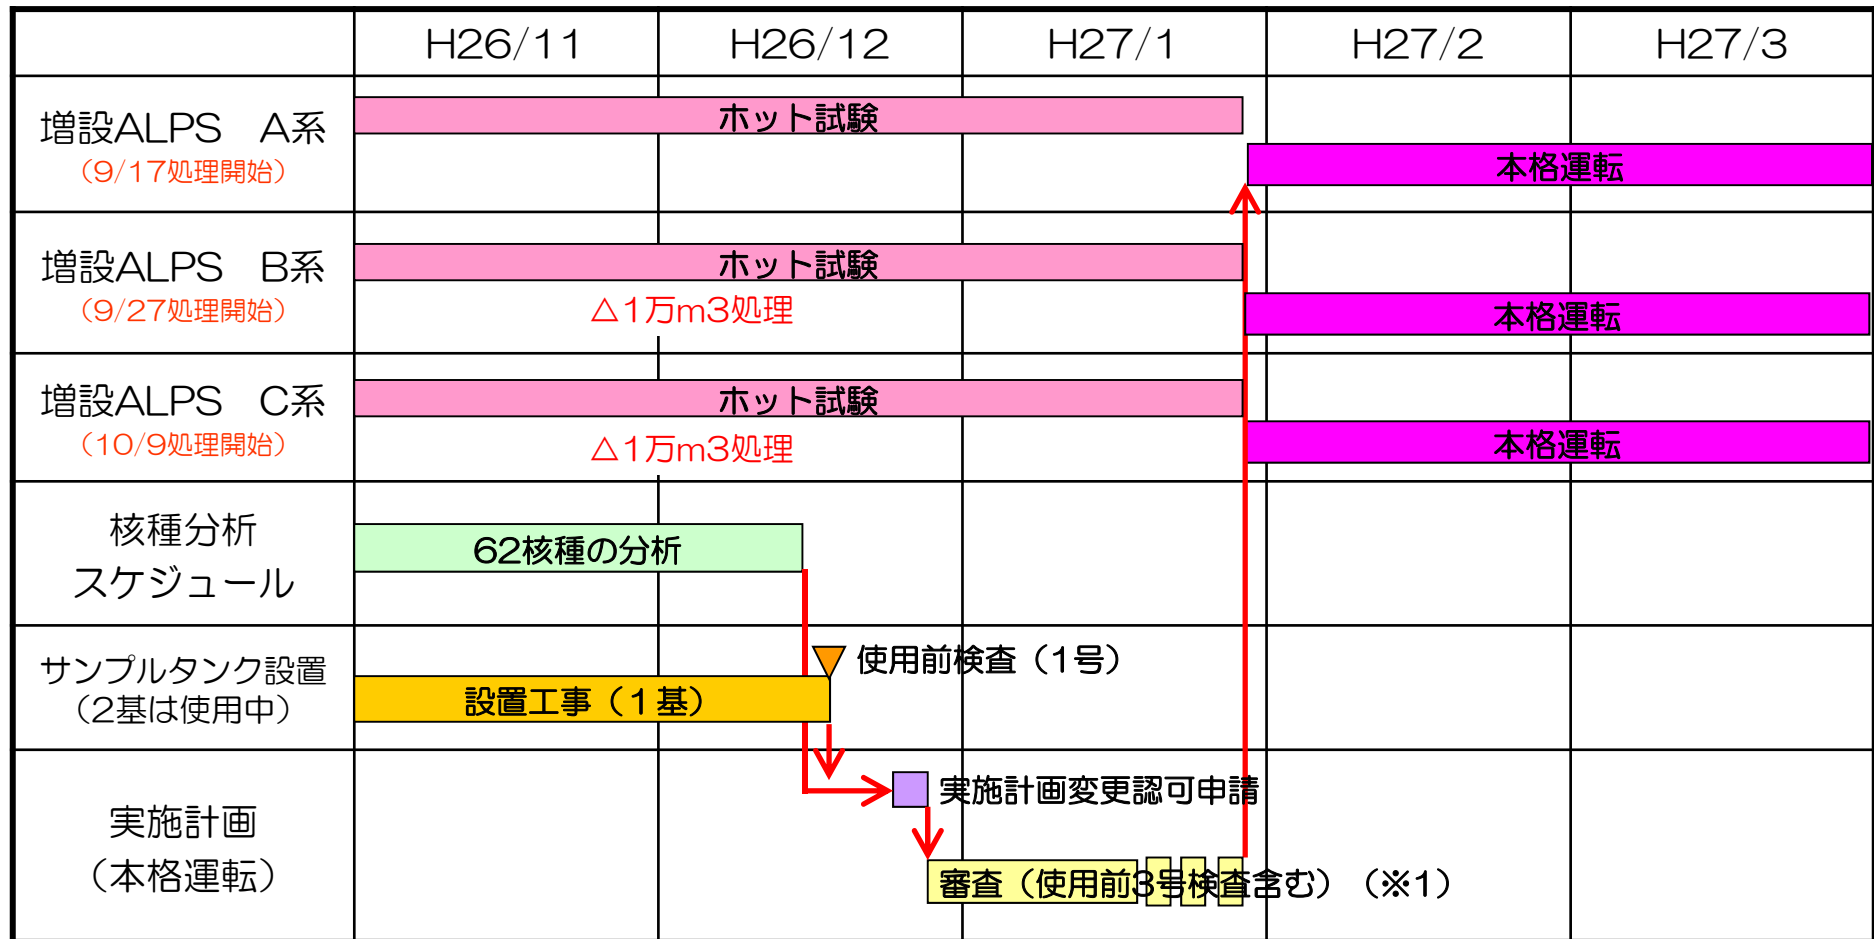 H26/11 H26/12 H27/1 H27/2 H27/3
増設ALPS　A系
（9/17処理開始）
ホット試験
本格運転
増設ALPS　B系
（9/27処理開始）
ホット試験
△1万m3処理
本格運転
増設ALPS　C系
（10/9処理開始）
ホット試験
△1万m3処理
本格運転
核種分析
スケジュール
62核種の分析
サンプルタンク設置
（2基は使用中）
使用前検査（1号）
設置工事（１基）
実施計画
（本格運転）
実施計画変更認可申請
審査（使用前3号検査含む）（※1）